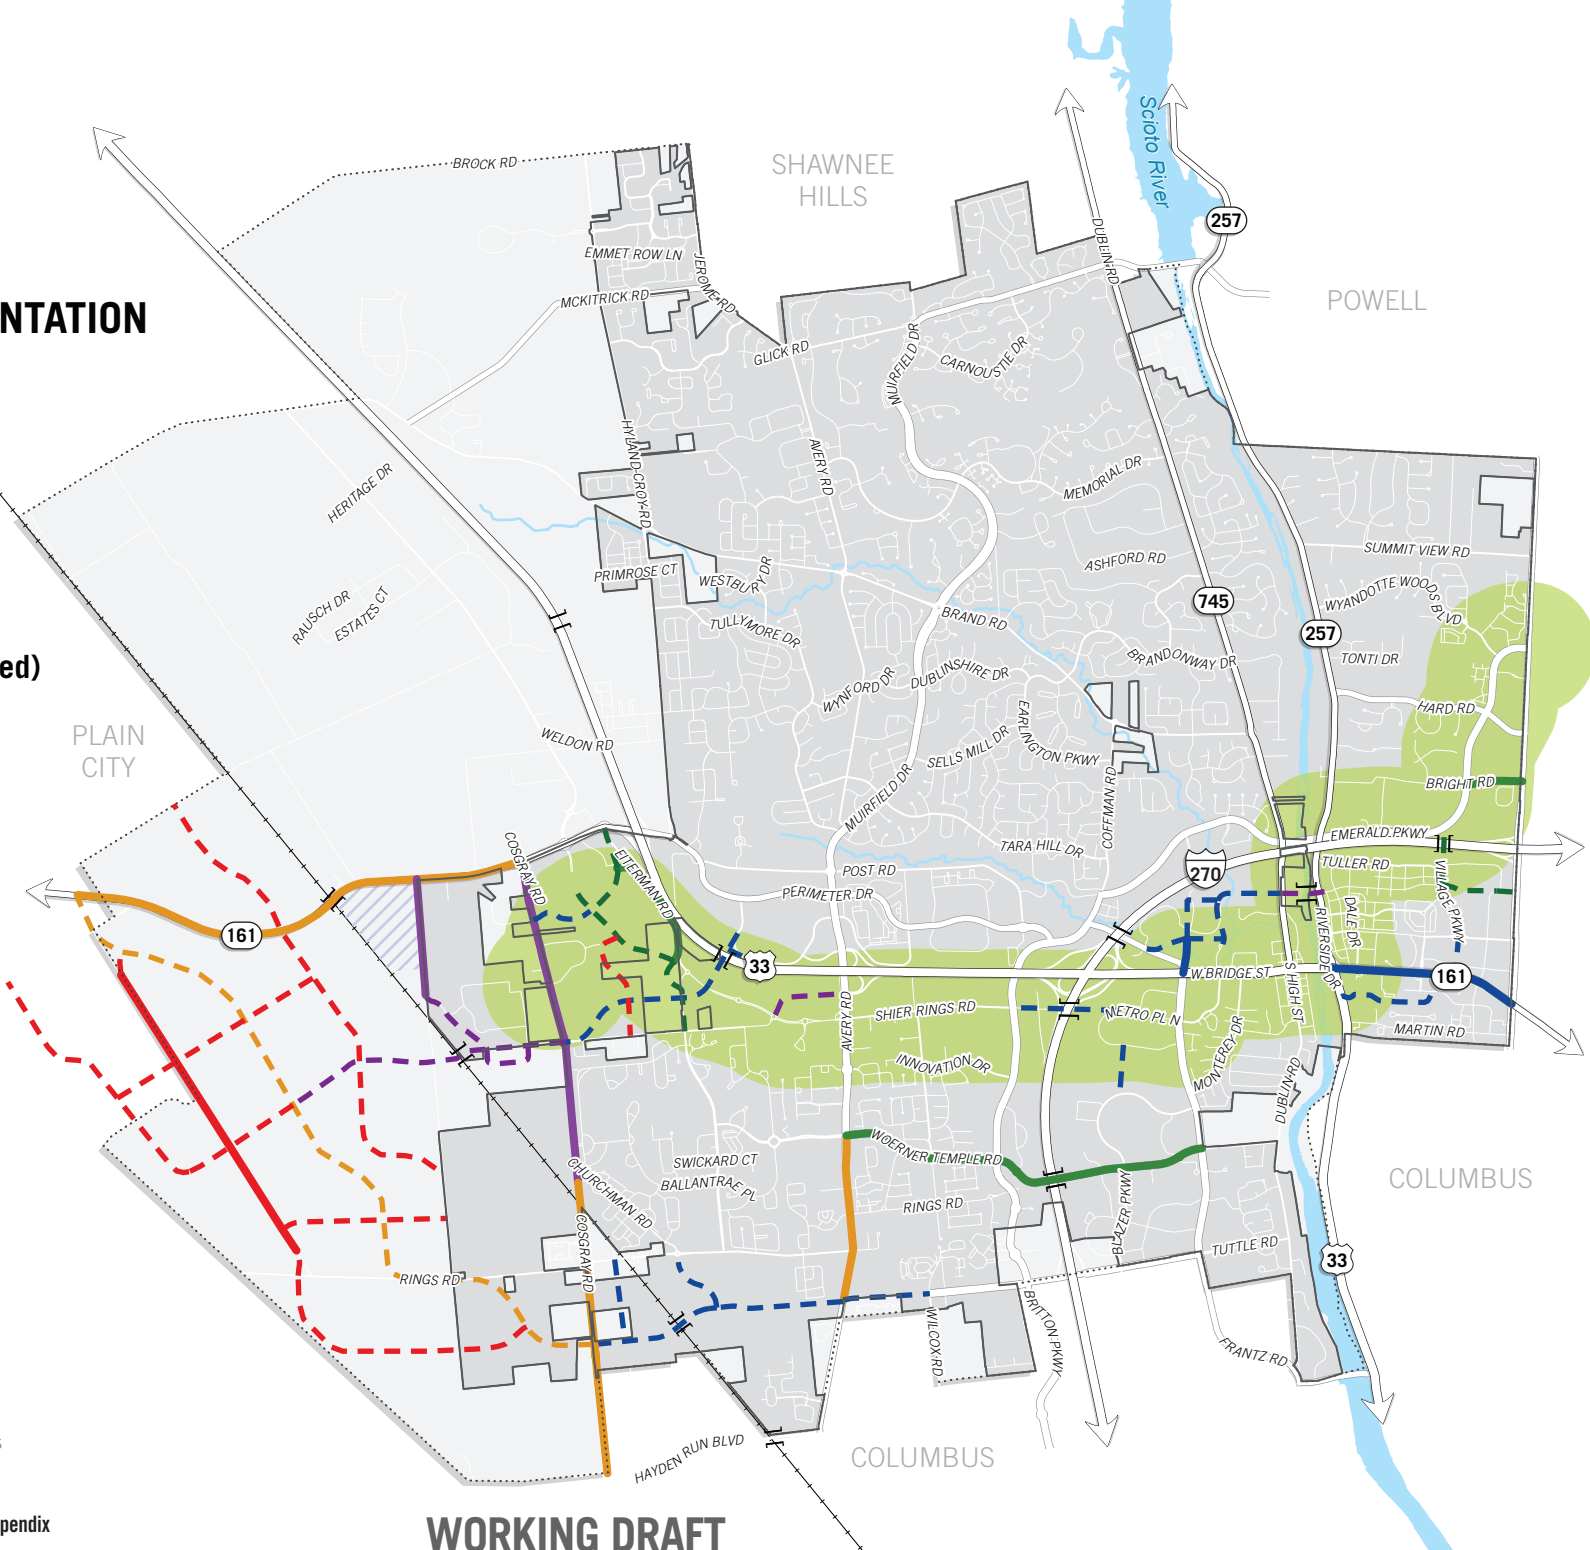 Scioto River
BROCK RD
SHAWNEE
HILLS
257
DUBLIN RD
EMMET ROW LN
JEROME RD
MCKITRICK RD
POWELL
NTATION
GLICK RD
MUIRFIELD DR
CARNOUSTIE DR
HYLAND-CROY RD
AVERY RD
MEMORIAL DR
HERITAGE DR
SUMMIT VIEW RD
ASHFORD RD
PRIMROSE CT
WESTBURY DR
RAUSCH DR
ESTATES CT
745
WYANDOTTE WOODS BLVD
TULLYMORE DR
BRAND RD
257
ed)
BRANDONWAY DR
TONTI DR
WYNFORD DR
DUBLINSHIRE DR
HARD RD
PLAIN
CITY
WELDON RD
EARLINGTON PKWY
SELLS MILL DR
MUIRFIELD DR
COFFMAN RD
BRIGHT RD
EMERALD PKWY
TARA HILL DR
COSGRAY RD
EITERMAN RD
POST RD
PERIMETER DR
270
TULLER RD
VILLAGE PKWY
DALE DR
RIVERSIDE DR
161
33
W.BRIDGE ST
S HIGH ST
161
AVERY RD
SHIER RINGS RD
METRO PL N
MARTIN RD
INNOVATION DR
MONTEREY DR
DUBLIN RD
WOERNER TEMPLE RD
SWICKARD CT
BALLANTRAE PL
CHURCHMAN RD
COLUMBUS
RINGS RD
BLAZER PKWY
COSGRAY RD
TUTTLE RD
33
RINGS RD
WILCOX RD
BRITTON PKWY
FRANTZ RD
HAYDEN RUN BLVD
COLUMBUS
s
pendix
WORKING DRAFT